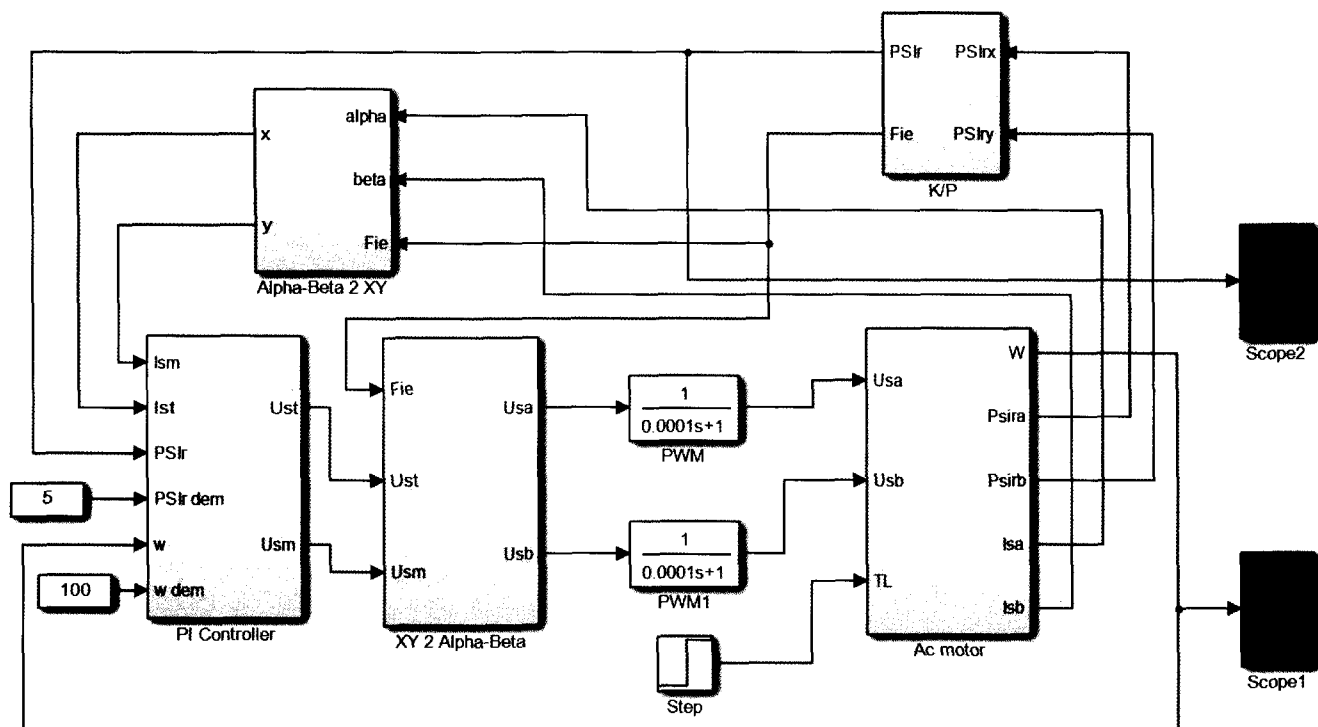 PSIr
PSIrx
Fie
PSIry
K/P
x
alpha
beta
y
Fie
Alpha-Beta 2 XY
Scope2
Ism
Ist
PSIr
PSIr dem
w
w dem
Ust
Usm
PI Controller
5
100
Fie
Ust
Usm
Usa
Usb
XY 2 Alpha-Beta
1
0.0001s+1
PWM
1
0.0001s+1
PWM1
Step
Usa
Usb
TL
W
Psira
Psirb
Isa
Isb
Ac motor
Scope1